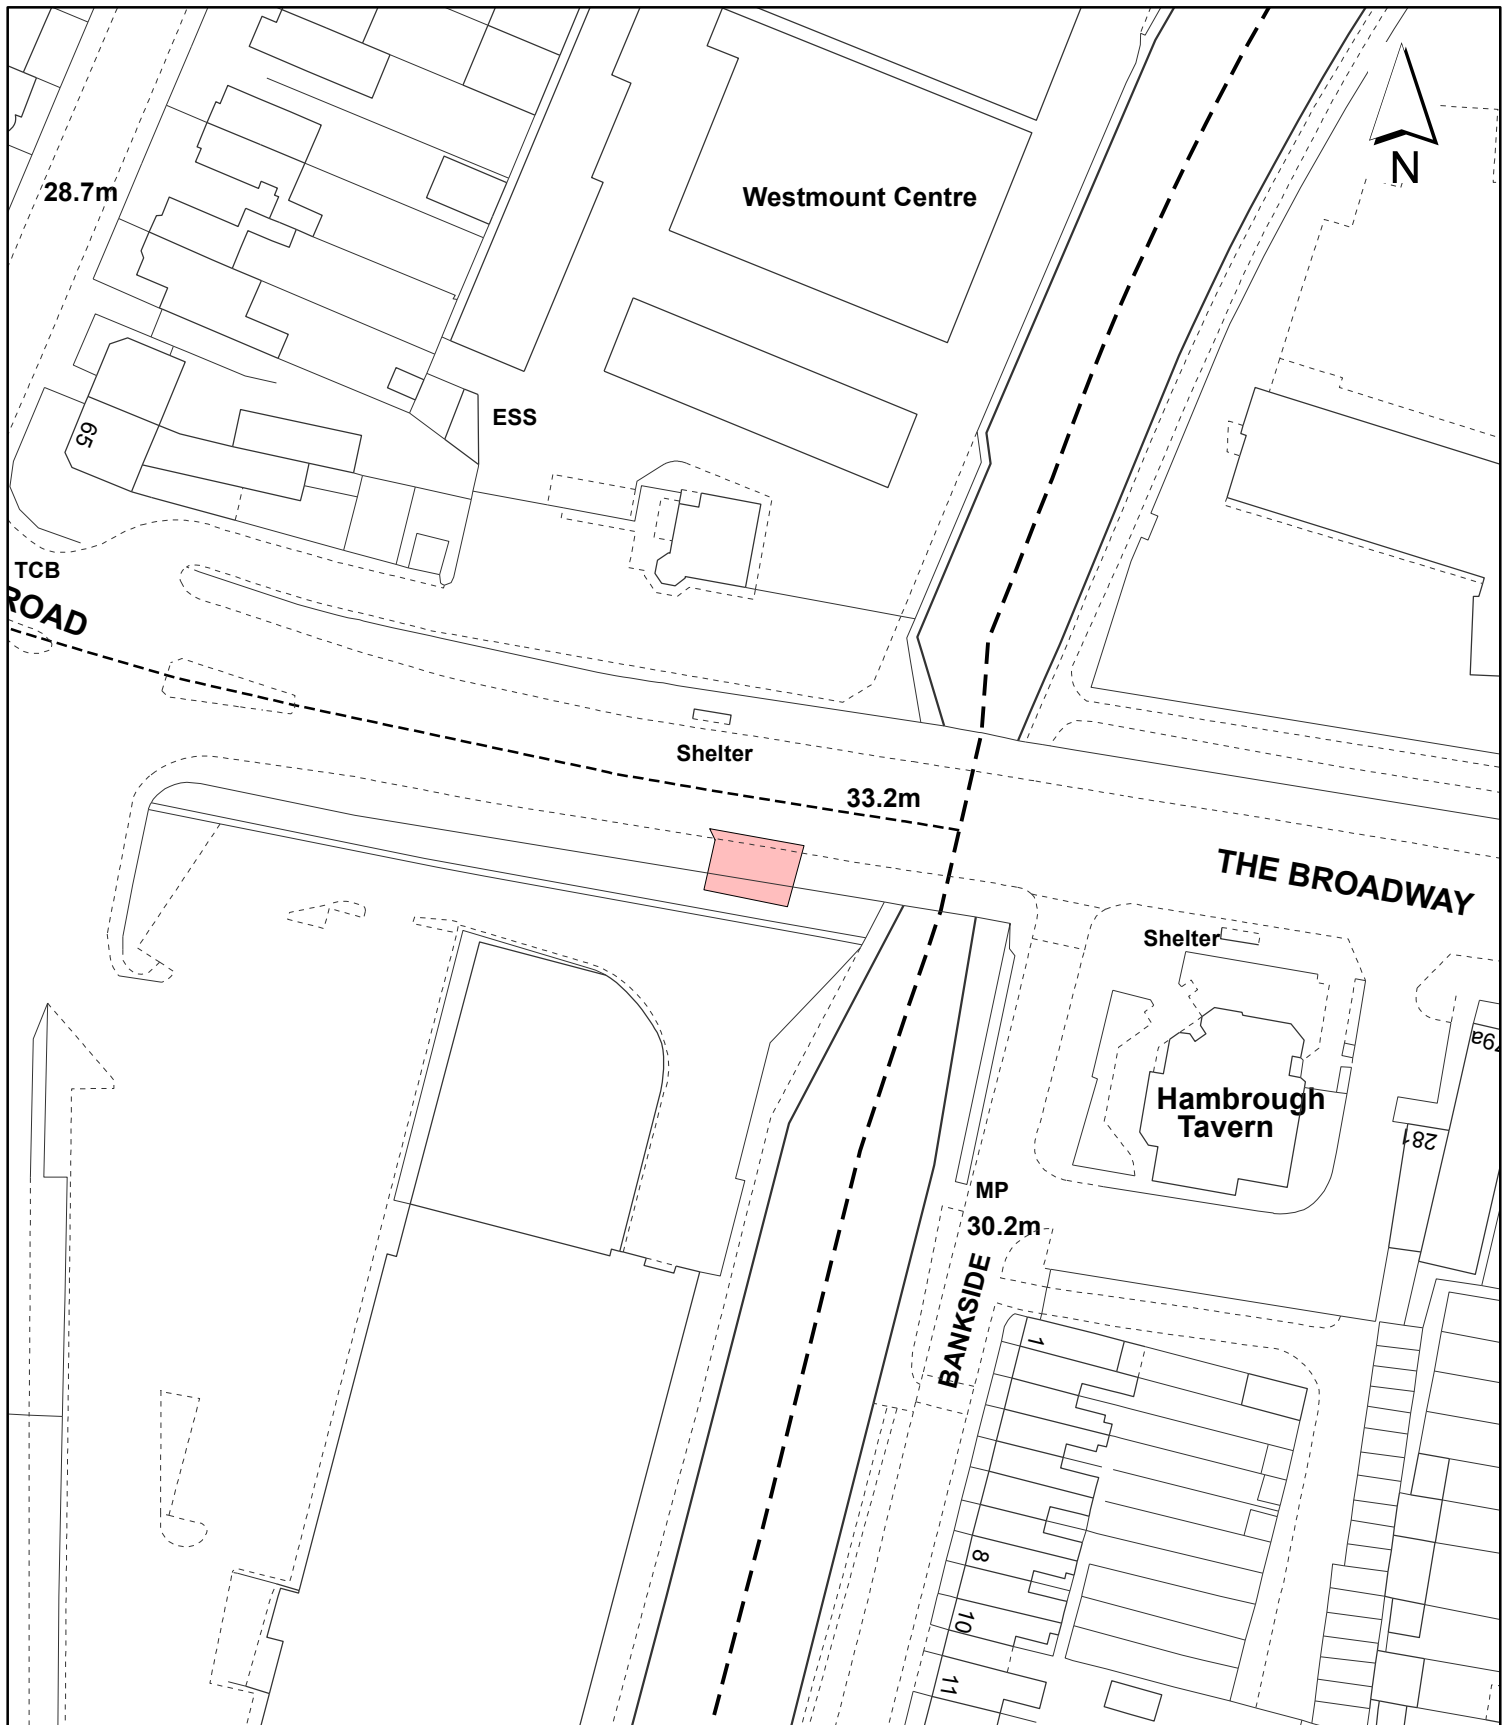 N
28.7m
Westmount Centre
ESS
65
TCB
ROAD
Shelter
33.2m
THE BROADWAY
Shelter
79a
Hambrough
Tavern
281
MP
30.2m
BANKSIDE
1
8
10
11